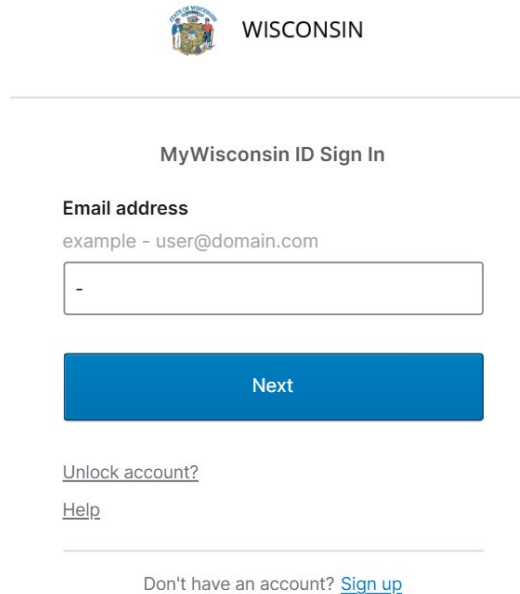 WISCONSIN
MyWisconsin ID Sign In
Email address
example - user@domain.com
-
Next
Unlock account?
Help
Don't have an account? Sign up